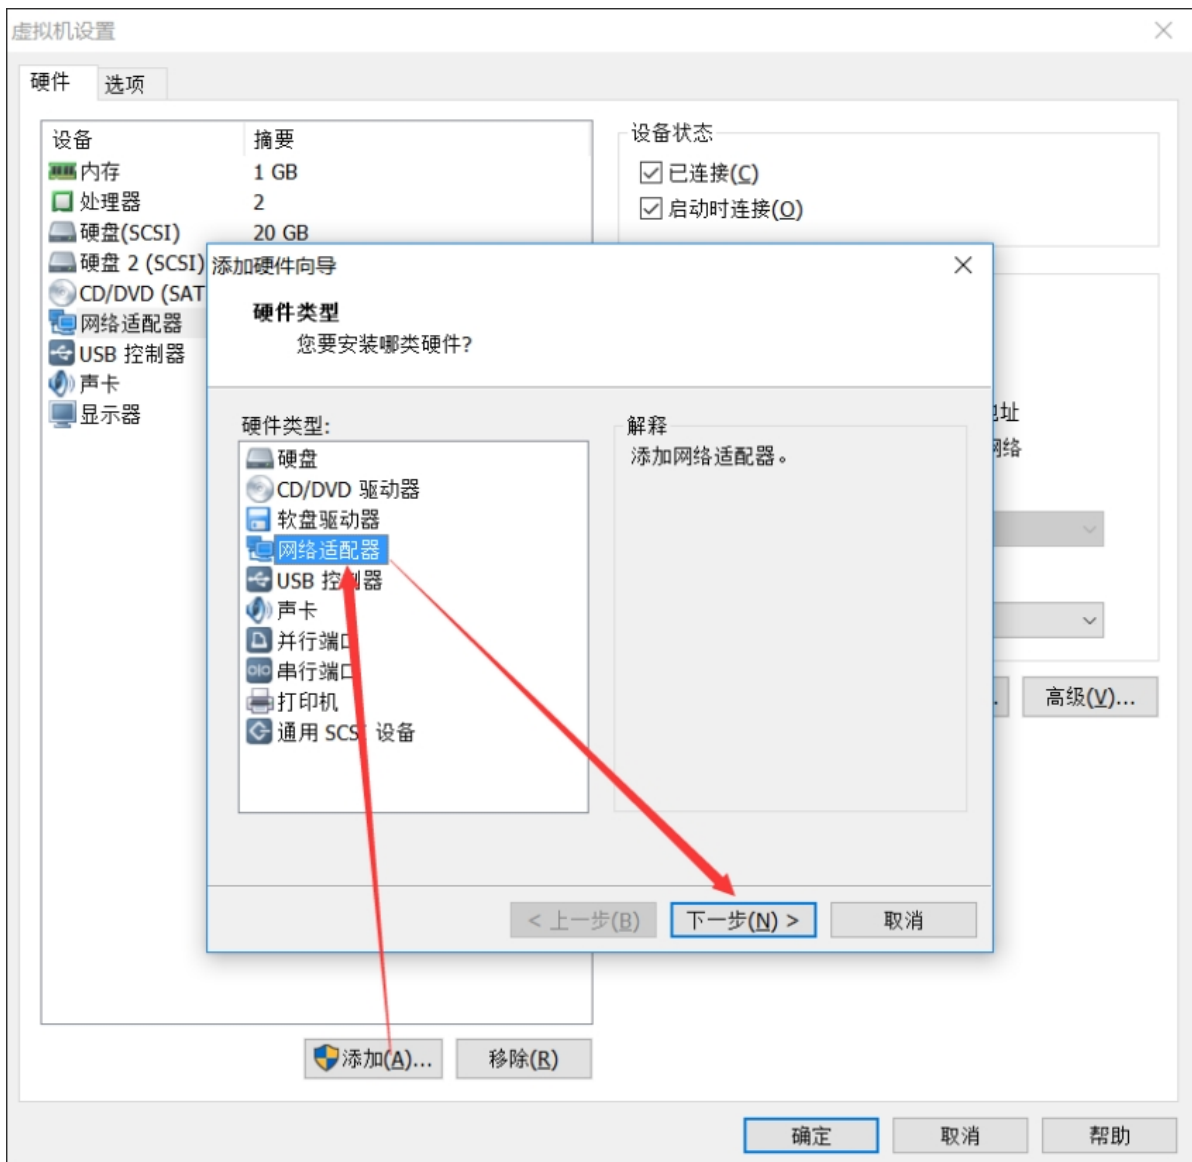 虚拟机设置
硬件 选项
设备 摘要
内存 1 GB
处理器 2
硬盘(SCSI) 20 GB
硬盘 2 (SCSI)
CD/DVD (SAT
网络适配器
USB 控制器
声卡
显示器
设备状态
已连接(C)
启动时连接(O)
添加硬件向导
硬件类型
您要安装哪类硬件?
硬件类型:
硬盘
CD/DVD 驱动器
软盘驱动器
网络适配器
USB 控制器
声卡
并行端口
串行端口
打印机
通用 SCSI 设备
解释
添加网络适配器。
址
网络
< 上一步(B) 下一步(N) > 取消
高级(V)...
添加(A)... 移除(R)
确定 取消 帮助